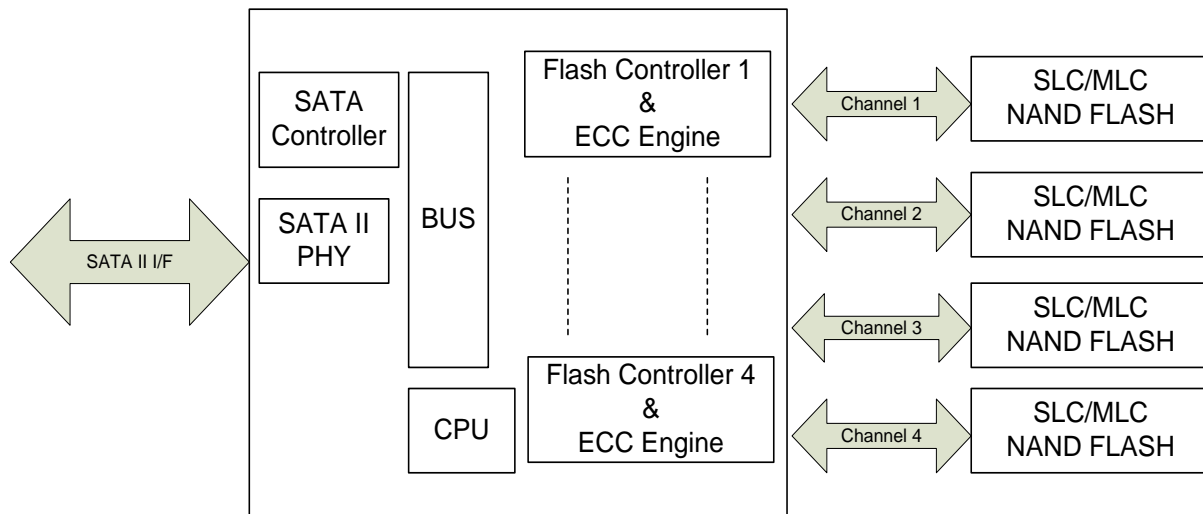 SATA II I/F
SATA
Controller
SATA II
PHY
BUS
CPU
Flash Controller 1
&
ECC Engine
Flash Controller 4
&
ECC Engine
Channel 1
SLC/MLC
NAND FLASH
Channel 2
SLC/MLC
NAND FLASH
Channel 3
SLC/MLC
NAND FLASH
Channel 4
SLC/MLC
NAND FLASH